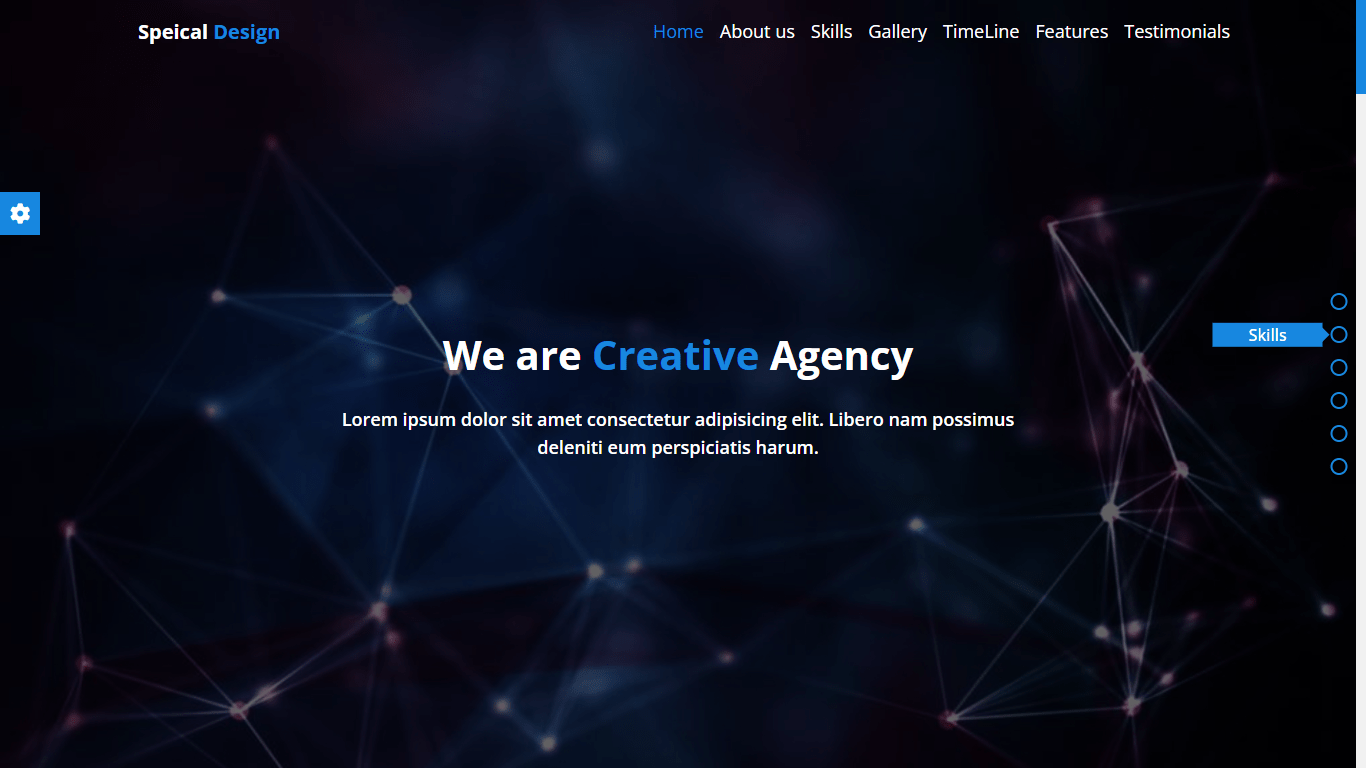 Speical Design
Home About us Skills Gallery TimeLine Features Testimonials
Skills
We are Creative Agency
Lorem ipsum dolor sit amet consectetur adipisicing elit. Libero nam possimus
deleniti eum perspiciatis harum.